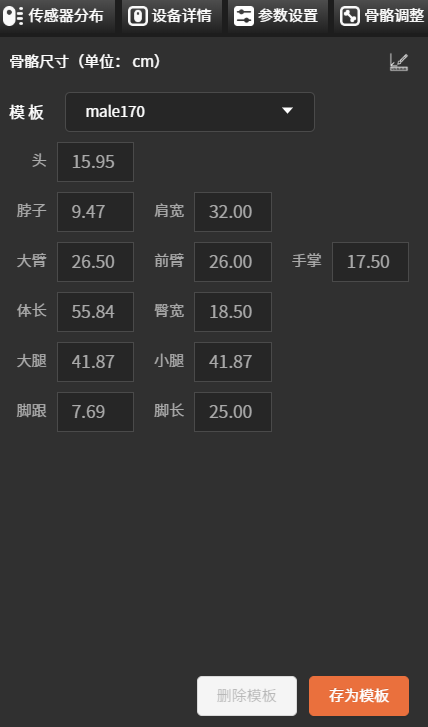 传感器分布 设备详情 参数设置 骨骼调整
骨骼尺寸（单位： cm）
模 板 male170
头 15.95
脖子 9.47 肩宽 32.00
大臂 26.50 前臂 26.00 手掌 17.50
体长 55.84 臀宽 18.50
大腿 41.87 小腿 41.87
脚跟 7.69 脚长 25.00
删除模板 存为模板